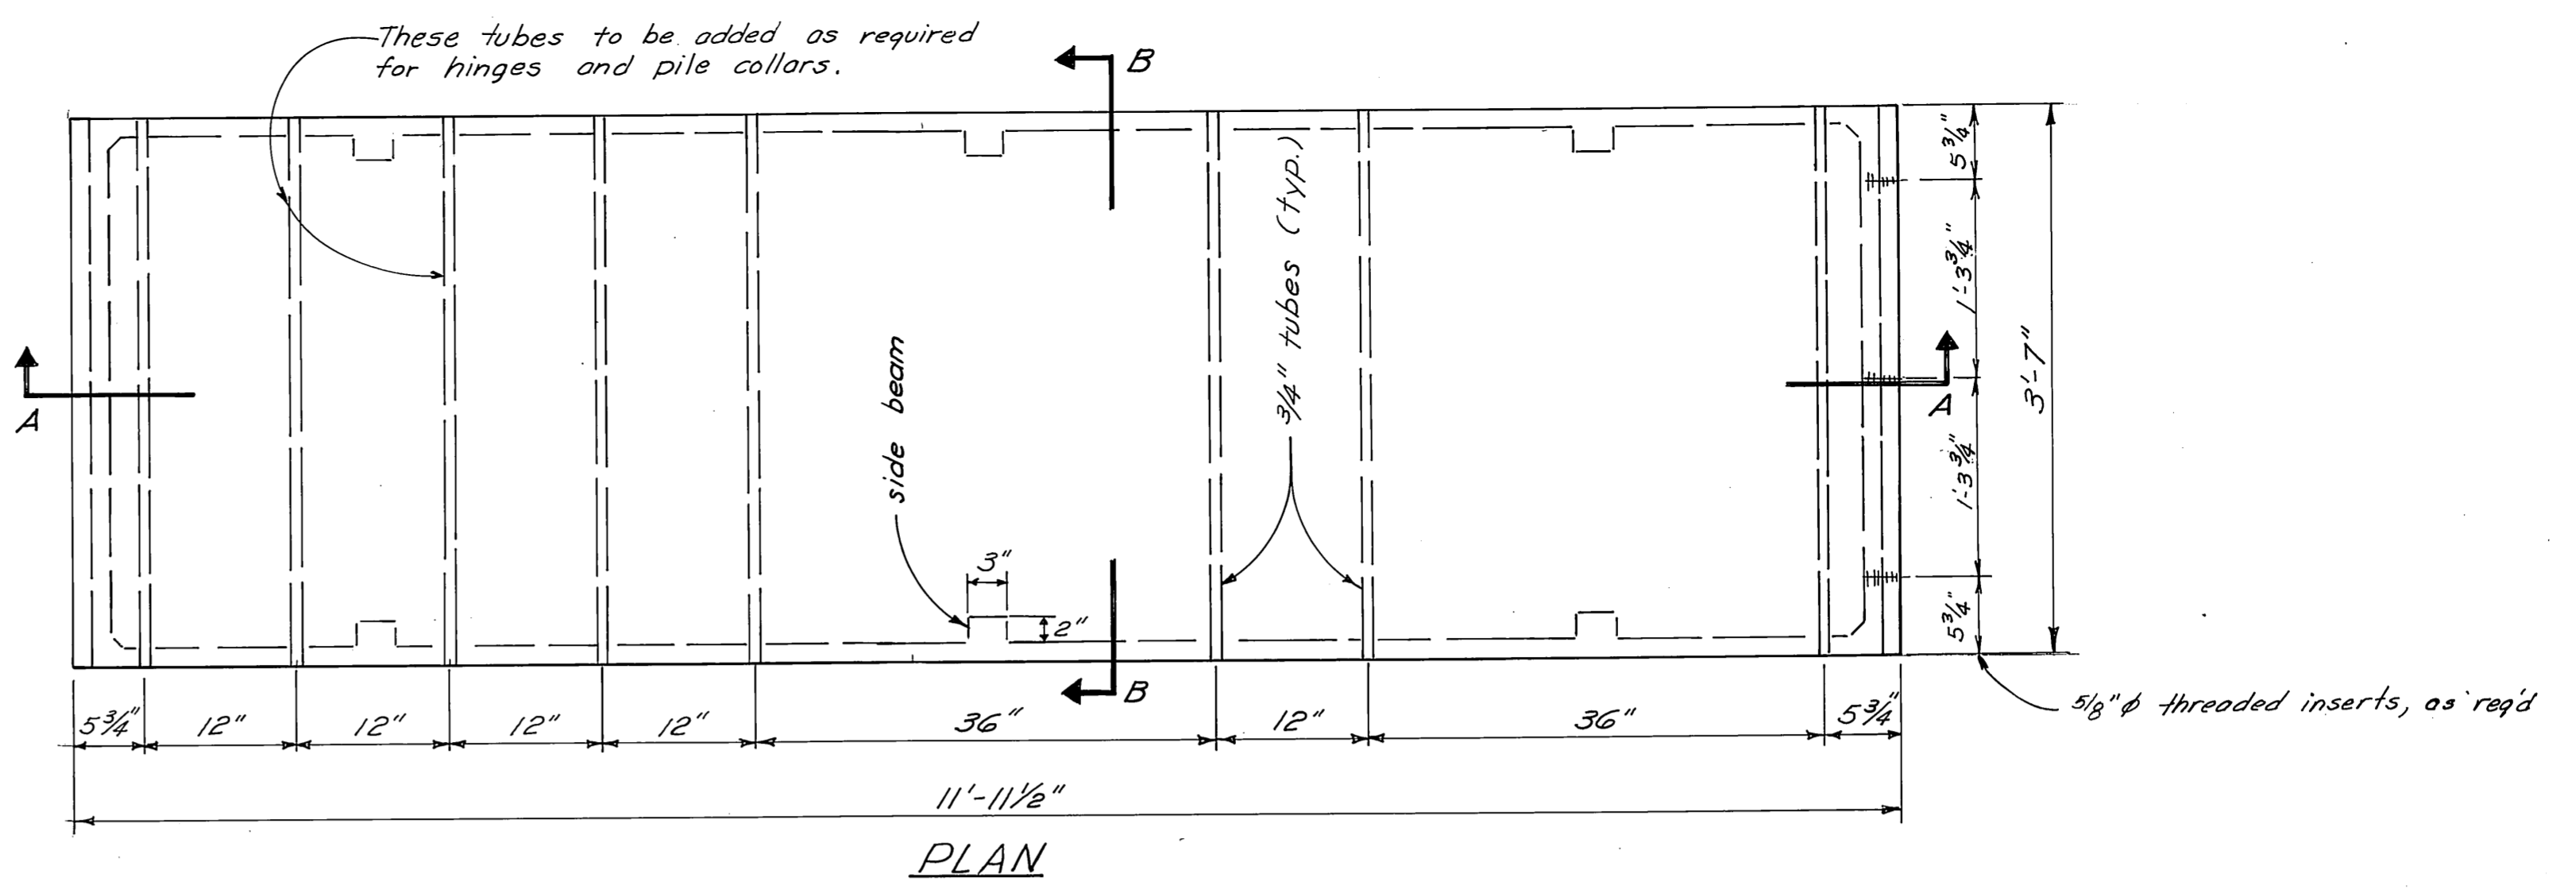 These tubes to be added as required
for hinges and pile collars.
B
5 3/4"
1'-3 3/4"
3/4" tubes (typ.)
3'-7"
side beam
A
A
1'-3 3/4"
3"
2"
5 3/4"
B
5/8" ϕ threaded inserts, as req'd
5 3/4"
12"
12"
12"
12"
36"
12"
36"
5 3/4"
11'-11 1/2"
PLAN